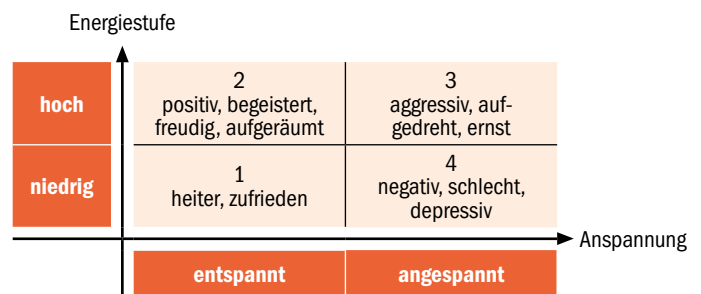 Energiestufe
hoch
2
positiv, begeistert,
freudig, aufgeräumt
3
aggressiv, auf-
gedreht, ernst
niedrig
1
heiter, zufrieden
4
negativ, schlecht,
depressiv
Anspannung
entspannt
angespannt